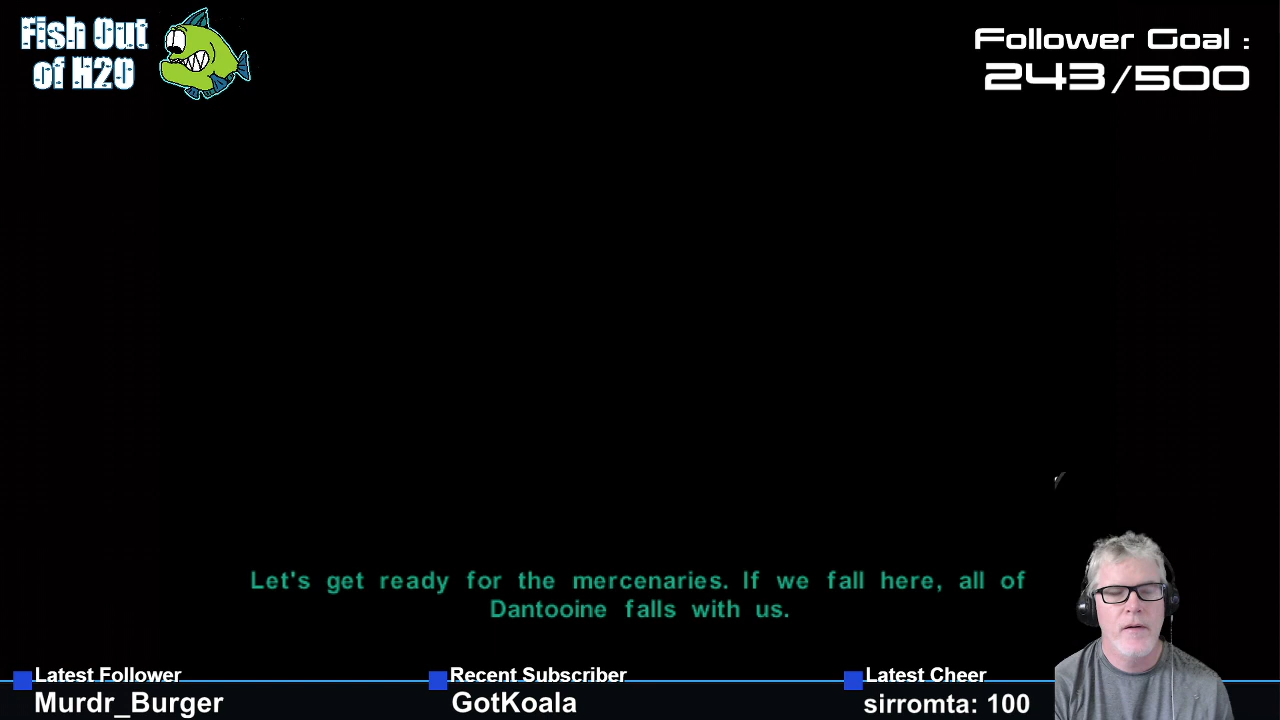 Fish Out
of H2O
Follower Goal :
243/500
Let's get ready for the mercenaries. If we fall here, all of
Dantooine falls with us.
Latest Follower
Murdr_Burger
Recent Subscriber
GotKoala
Latest Cheer
sirromta: 100